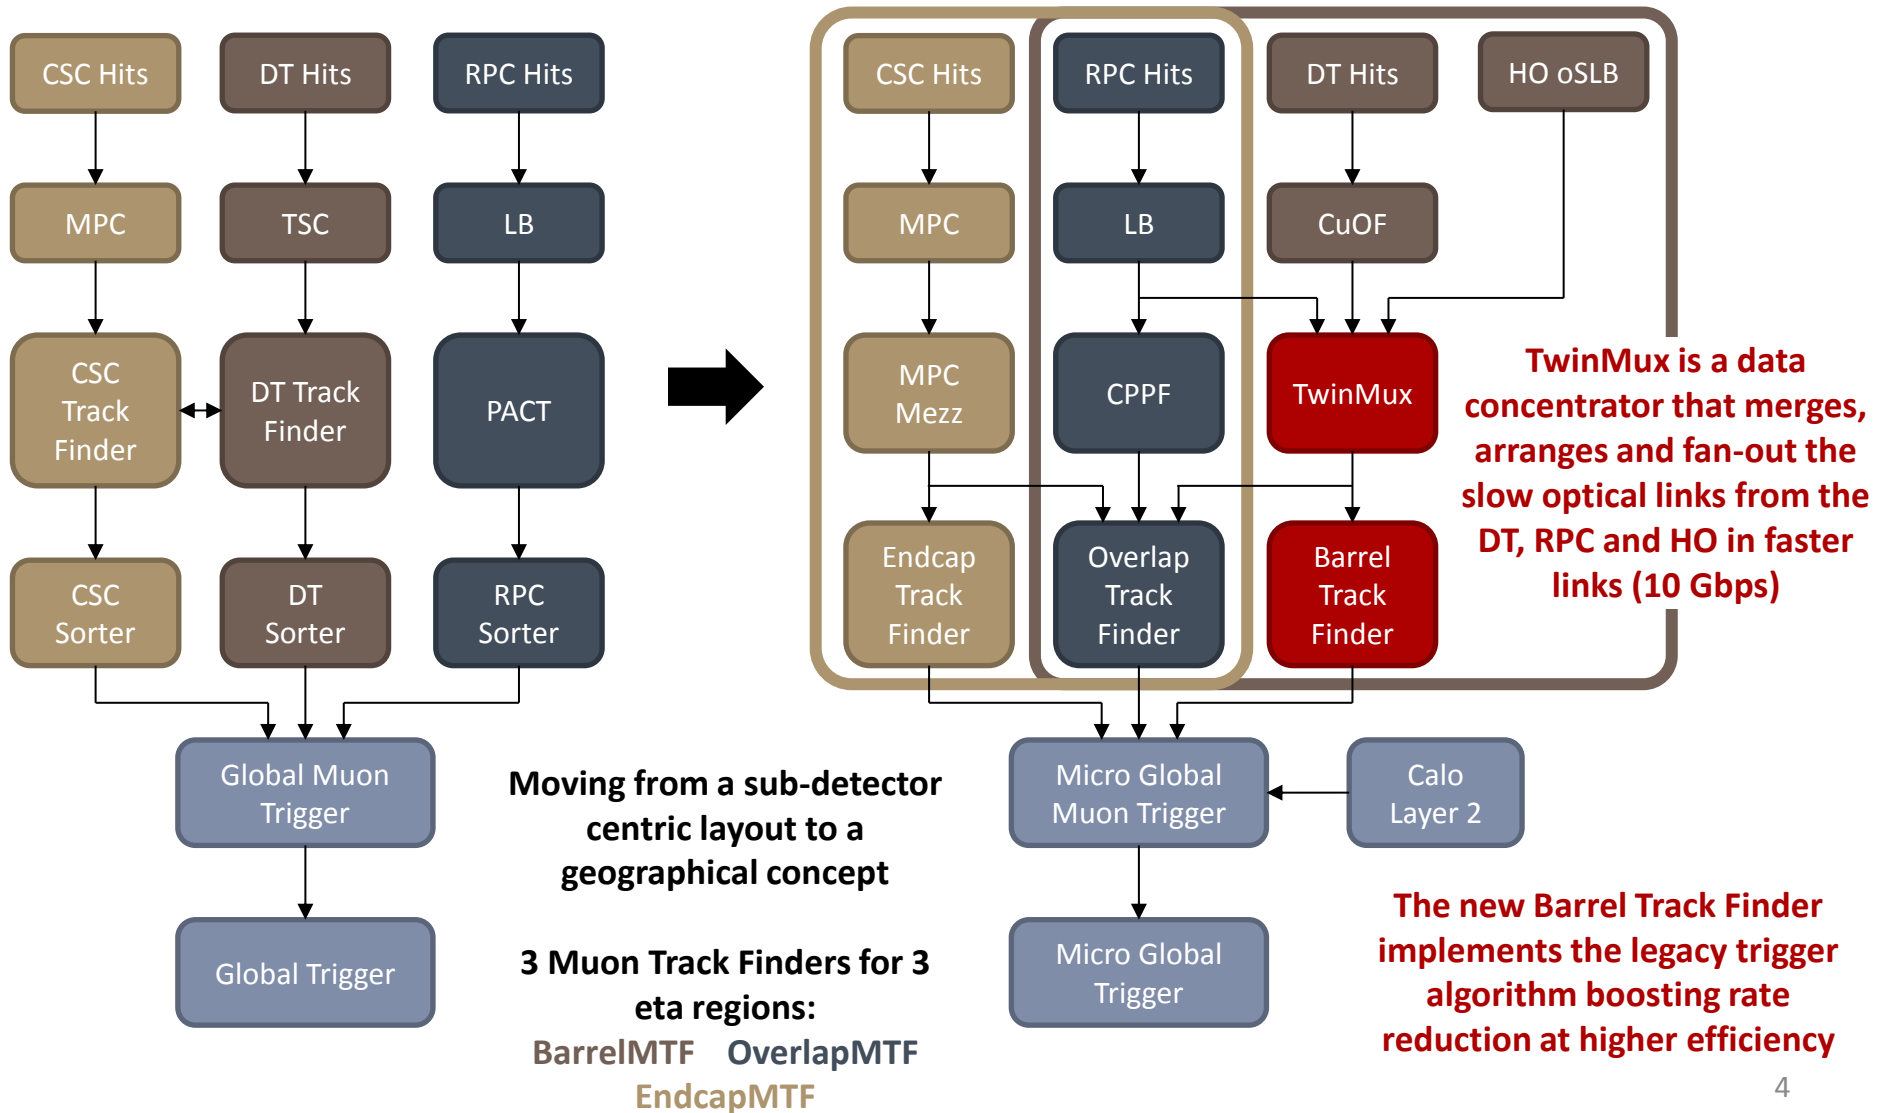 CSC Hits
DT Hits
RPC Hits
MPC
TSC
LB
CSC
Track
Finder
DT Track
Finder
PACT
CSC
Sorter
DT
Sorter
RPC
Sorter
Global Muon
Trigger
Global Trigger
Moving from a sub-detector
centric layout to a
geographical concept
3 Muon Track Finders for 3
eta regions:
BarrelMTF OverlapMTF
EndcapMTF
CSC Hits
RPC Hits
DT Hits
HO oSLB
MPC
LB
CuOF
MPC
Mezz
CPPF
TwinMux
Endcap
Track
Finder
Overlap
Track
Finder
Barrel
Track
Finder
TwinMux is a data
concentrator that merges,
arranges and fan-out the
slow optical links from the
DT, RPC and HO in faster
links (10 Gbps)
Micro Global
Muon Trigger
Calo
Layer 2
Micro Global
Trigger
The new Barrel Track Finder
implements the legacy trigger
algorithm boosting rate
reduction at higher efficiency
4